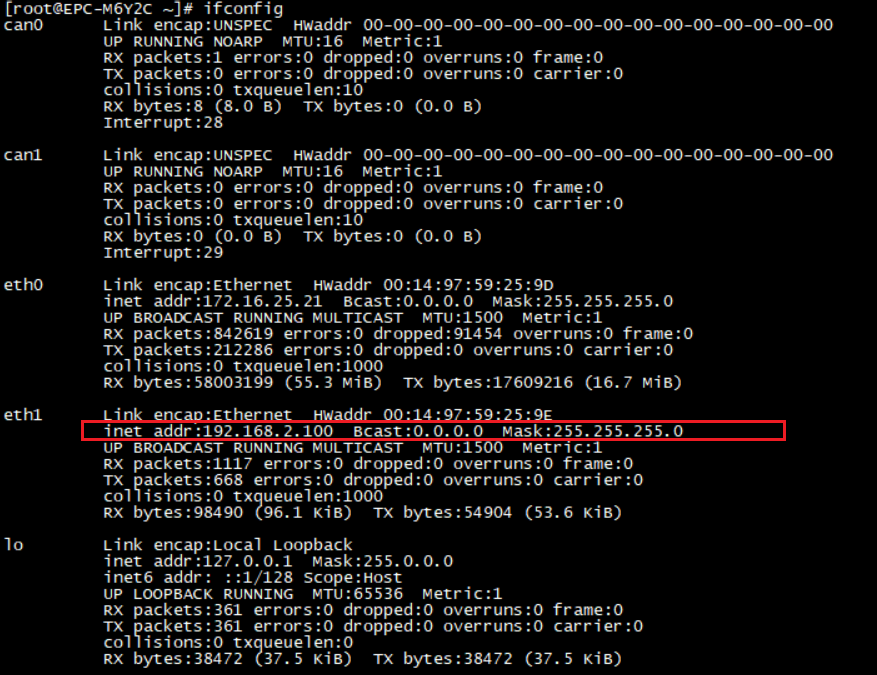 [root@EPC-M6Y2C ~]# ifconfig
can0      Link encap:UNSPEC  HWaddr 00-00-00-00-00-00-00-00-00-00-00-00-00-00-00-00
          UP RUNNING NOARP  MTU:16  Metric:1
          RX packets:1 errors:0 dropped:0 overruns:0 frame:0
          TX packets:0 errors:0 dropped:0 overruns:0 carrier:0
          collisions:0 txqueuelen:10
          RX bytes:8 (8.0 B)  TX bytes:0 (0.0 B)
          Interrupt:28

can1      Link encap:UNSPEC  HWaddr 00-00-00-00-00-00-00-00-00-00-00-00-00-00-00-00
          UP RUNNING NOARP  MTU:16  Metric:1
          RX packets:0 errors:0 dropped:0 overruns:0 frame:0
          TX packets:0 errors:0 dropped:0 overruns:0 carrier:0
          collisions:0 txqueuelen:10
          RX bytes:0 (0.0 B)  TX bytes:0 (0.0 B)
          Interrupt:29

eth0      Link encap:Ethernet  HWaddr 00:14:97:59:25:9D
          inet addr:172.16.25.21  Bcast:0.0.0.0  Mask:255.255.255.0
          UP BROADCAST RUNNING MULTICAST  MTU:1500  Metric:1
          RX packets:842619 errors:0 dropped:91454 overruns:0 frame:0
          TX packets:212286 errors:0 dropped:0 overruns:0 carrier:0
          collisions:0 txqueuelen:1000
          RX bytes:58003199 (55.3 MiB)  TX bytes:17609216 (16.7 MiB)

eth1      Link encap:Ethernet  HWaddr 00:14:97:59:25:9E
          inet addr:192.168.2.100  Bcast:0.0.0.0  Mask:255.255.255.0
          UP BROADCAST RUNNING MULTICAST  MTU:1500  Metric:1
          RX packets:1117 errors:0 dropped:0 overruns:0 frame:0
          TX packets:668 errors:0 dropped:0 overruns:0 carrier:0
          collisions:0 txqueuelen:1000
          RX bytes:98490 (96.1 KiB)  TX bytes:54904 (53.6 KiB)

lo        Link encap:Local Loopback
          inet addr:127.0.0.1  Mask:255.0.0.0
          inet6 addr: ::1/128 Scope:Host
          UP LOOPBACK RUNNING  MTU:65536  Metric:1
          RX packets:361 errors:0 dropped:0 overruns:0 frame:0
          TX packets:361 errors:0 dropped:0 overruns:0 carrier:0
          collisions:0 txqueuelen:0
          RX bytes:38472 (37.5 KiB)  TX bytes:38472 (37.5 KiB)